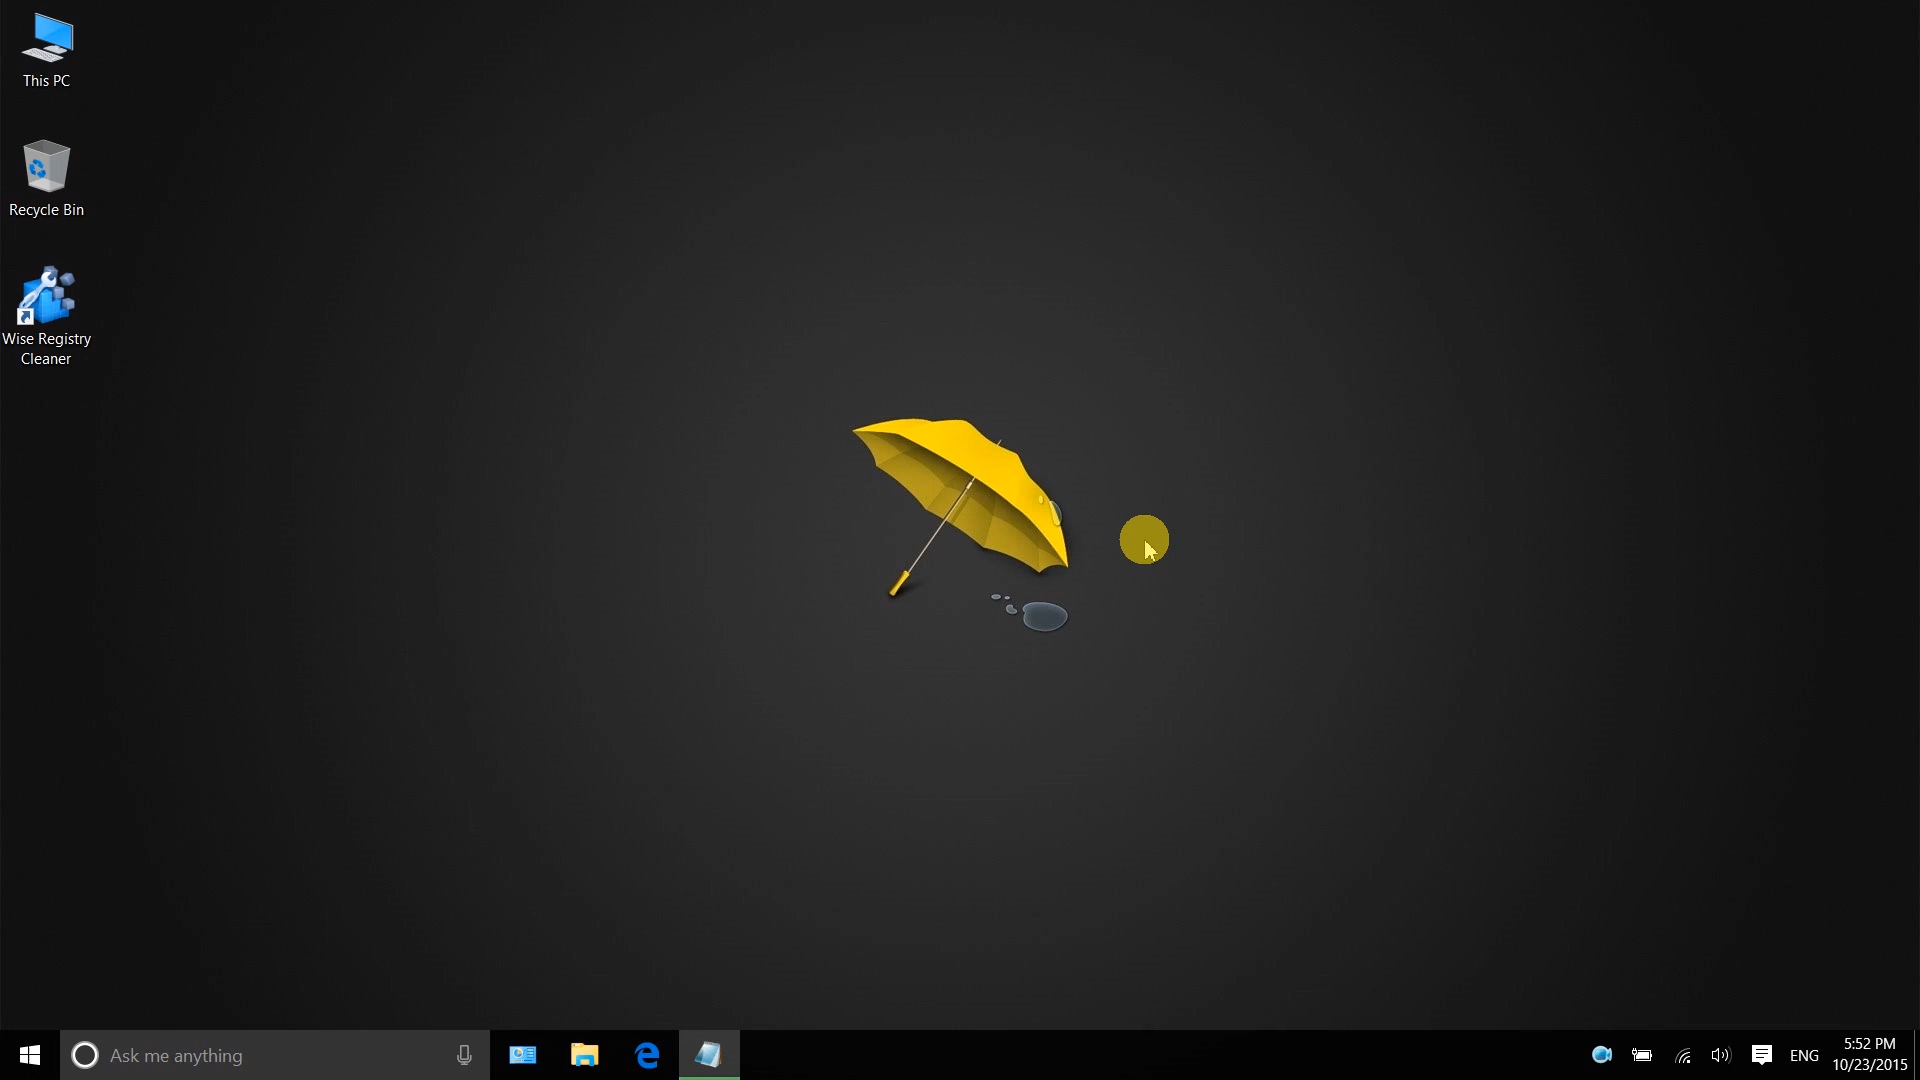 This PC
Recycle Bin
Wise Registry
Cleaner
Ask me anything
ENG
5:52 PM
10/23/2015